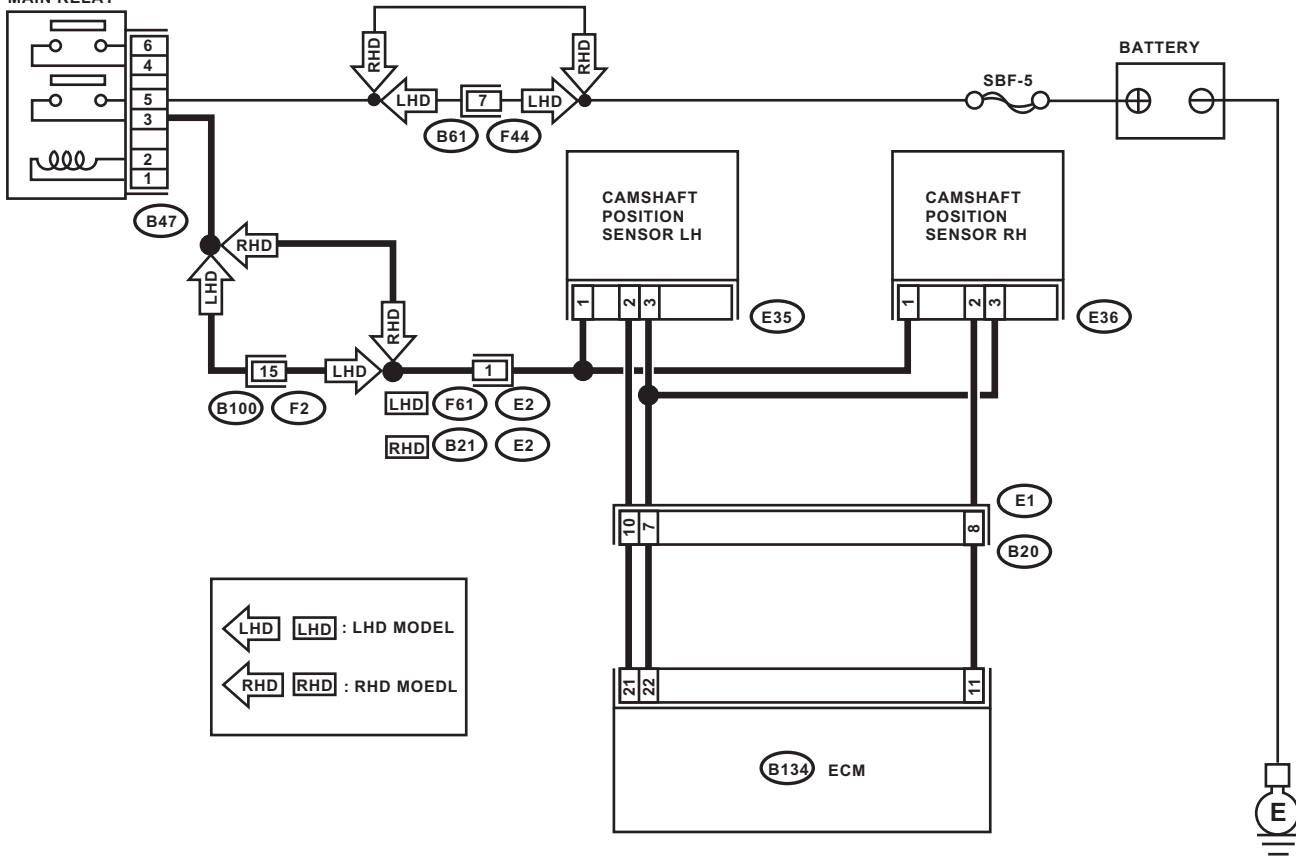 MAIN RELAY
6
4
5
3
2
1
B47
RHD
RHD
LHD
7
LHD
B61
F44
SBF-5
BATTERY
RHD
LHD
RHD
15
LHD
1
B100
F2
LHD
F61
E2
RHD
B21
E2
CAMSHAFT
POSITION
SENSOR LH
1
2
3
E35
CAMSHAFT
POSITION
SENSOR RH
1
2
3
E36
10
7
8
E1
B20
21
22
11
B134
ECM
LHD LHD : LHD MODEL
RHD RHD : RHD MOEDL
E